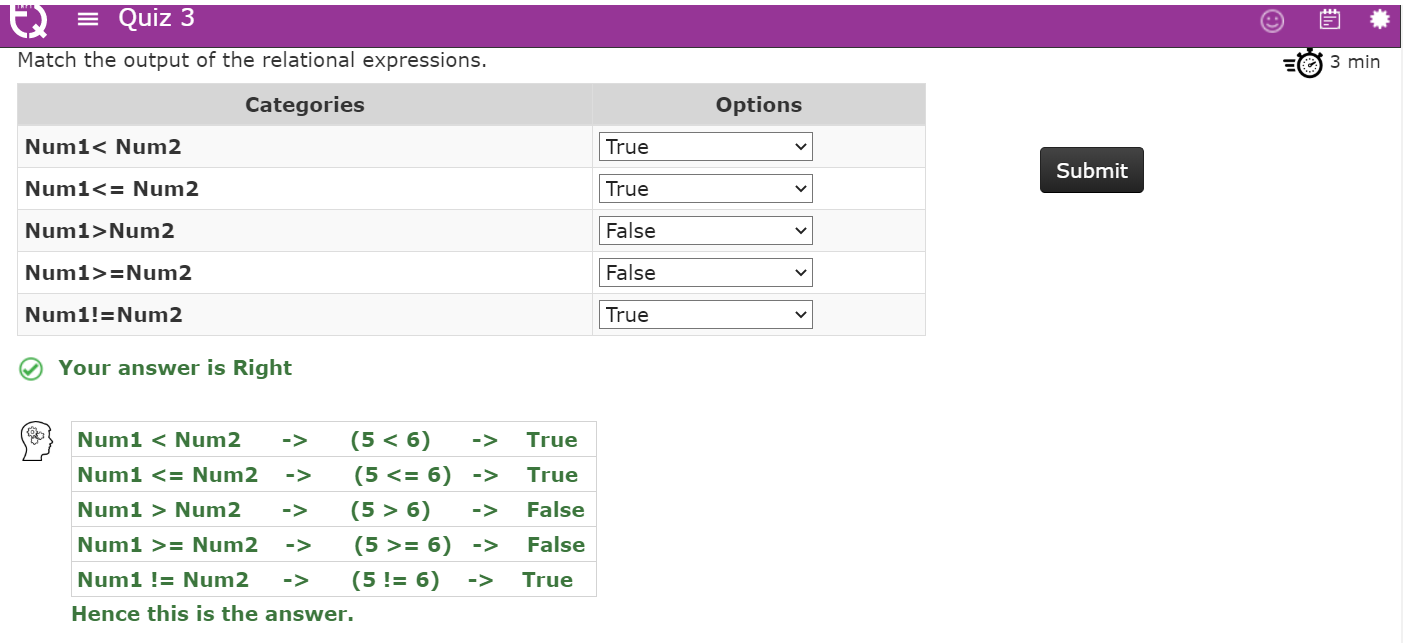 Quiz 3
Match the output of the relational expressions.
3 min
Categories Options
Num1< Num2 True
Submit
Num1<= Num2 True
Num1>Num2 False
Num1>=Num2 False
Num1!=Num2 True
Your answer is Right
Num1 < Num2 -> (5 < 6) -> True
Num1 <= Num2 -> (5 <= 6) -> True
Num1 > Num2 -> (5 > 6) -> False
Num1 >= Num2 -> (5 >= 6) -> False
Num1 != Num2 -> (5 != 6) -> True
Hence this is the answer.